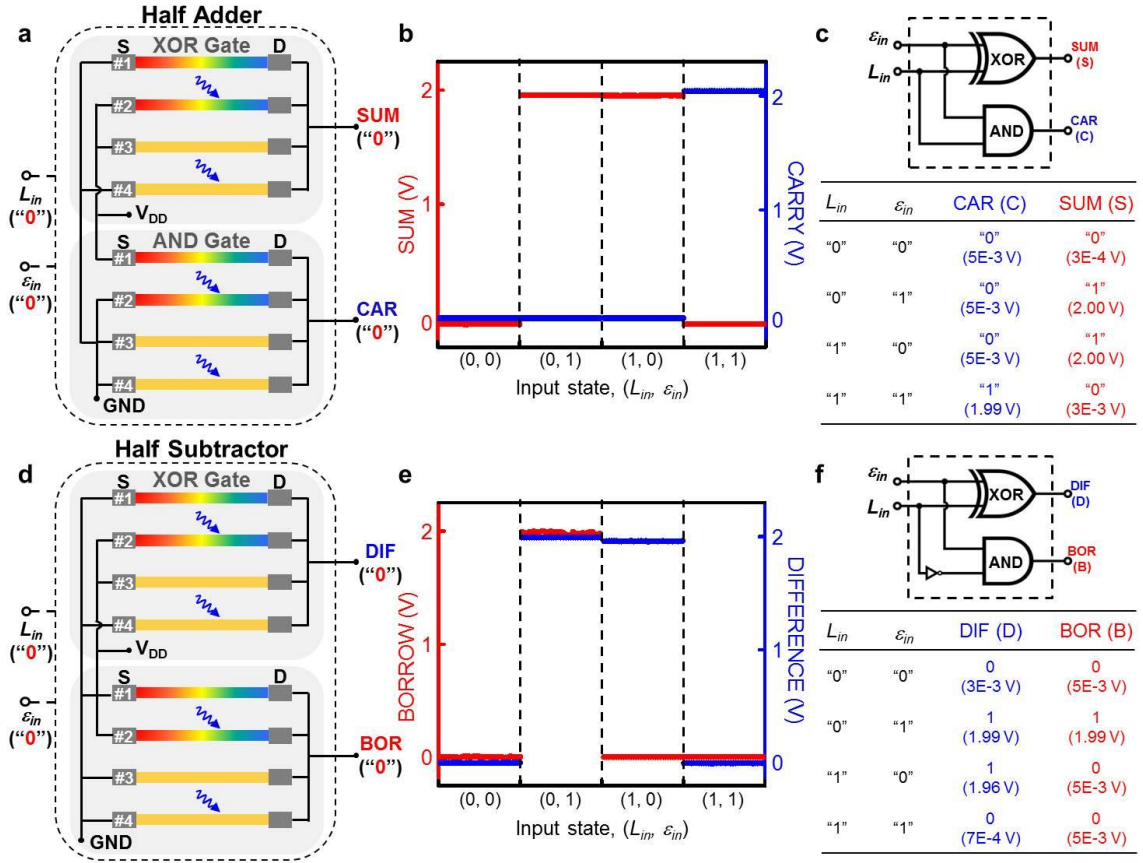 Half Adder
a
S
XOR Gate
D
#1
#2
#3
#4
SUM
("0")
L_in
("0")
V_DD
S
AND Gate
D
#1
#2
#3
#4
ε_in
("0")
CAR
("0")
GND
b
SUM (V)
2
1
0
CARRY (V)
2
1
0
(0, 0) (0, 1) (1, 0) (1, 1)
Input state, (L_in, ε_in)
c
ε_in
L_in
XOR
SUM
(S)
AND
CAR
(C)
L_in ε_in CAR (C) SUM (S)
"0" "0" "0" "0"
(5E-3 V) (3E-4 V)
"0" "1" "0" "1"
(5E-3 V) (2.00 V)
"1" "0" "0" "1"
(5E-3 V) (2.00 V)
"1" "1" "1" "0"
(1.99 V) (3E-3 V)
Half Subtractor
d
S
XOR Gate
D
#1
#2
#3
#4
DIF
("0")
L_in
("0")
V_DD
S
D
#1
#2
#3
#4
ε_in
("0")
BOR
("0")
GND
e
BORROW (V)
2
1
0
DIFFERENCE (V)
2
1
0
(0, 0) (0, 1) (1, 0) (1, 1)
Input state, (L_in, ε_in)
f
ε_in
L_in
XOR
DIF
(D)
AND
BOR
(B)
L_in ε_in DIF (D) BOR (B)
"0" "0" 0 0
(3E-3 V) (5E-3 V)
"0" "1" 1 1
(1.99 V) (1.99 V)
"1" "0" 1 0
(1.96 V) (5E-3 V)
"1" "1" 0 0
(7E-4 V) (5E-3 V)